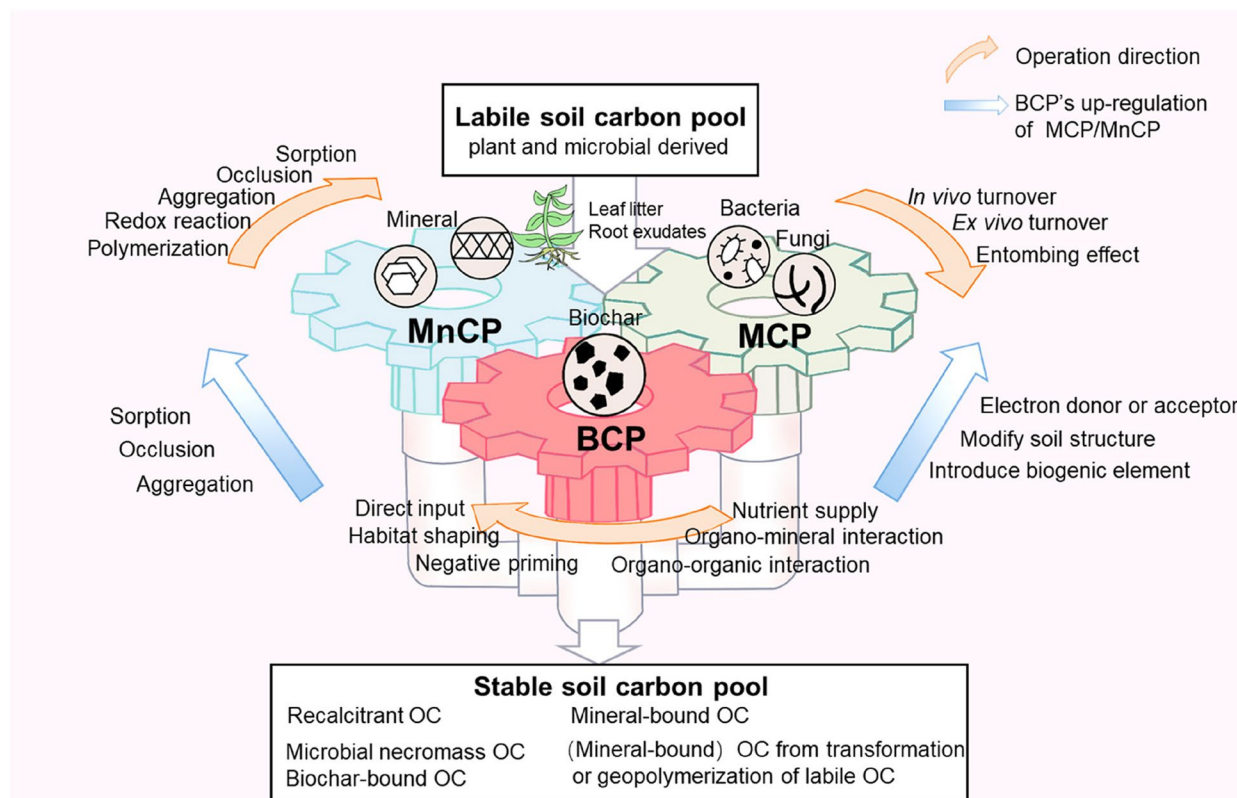 Operation direction
BCP's up-regulation
of MCP/MnCP
Labile soil carbon pool
plant and microbial derived
Sorption
Occlusion
Aggregation
Redox reaction
Polymerization
Mineral
Leaf litter
Root exudates
Bacteria
Fungi
In vivo turnover
Ex vivo turnover
Entombing effect
MnCP
Biochar
MCP
BCP
Sorption
Occlusion
Aggregation
Electron donor or acceptor
Modify soil structure
Introduce biogenic element
Direct input
Habitat shaping
Negative priming
Nutrient supply
Organo-mineral interaction
Organo-organic interaction
Stable soil carbon pool
Recalcitrant OC
Microbial necromass OC
Biochar-bound OC
Mineral-bound OC
（Mineral-bound） OC from transformation
or geopolymerization of labile OC